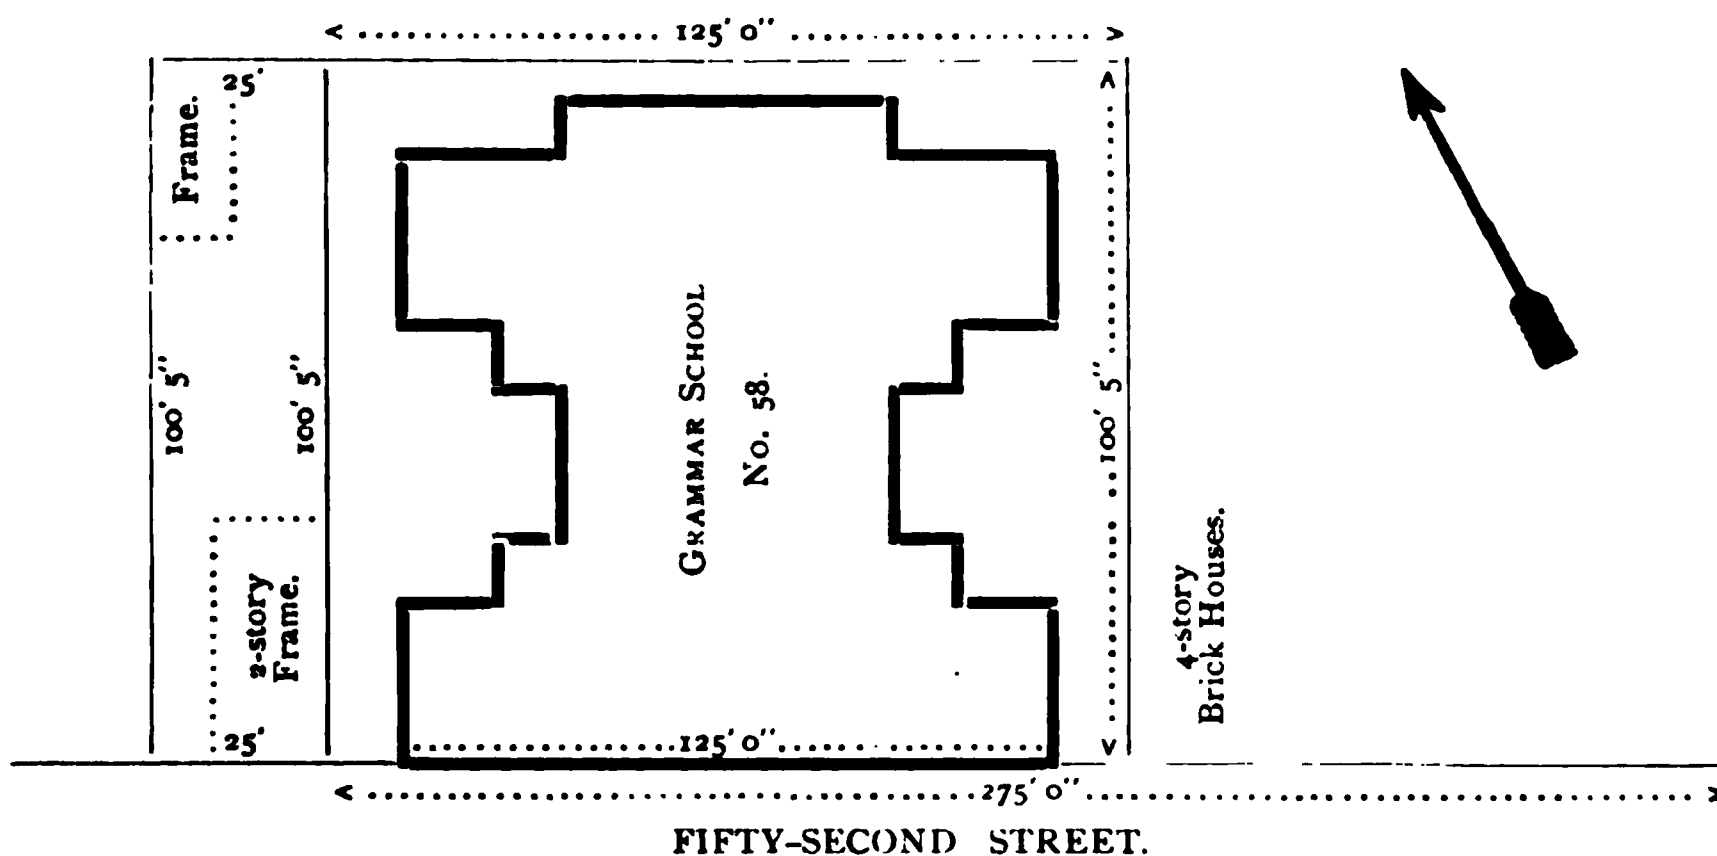 125' 0"
25'
Frame.
100' 5"
100' 5"
GRAMMAR SCHOOL
No. 58.
100' 5"
2-story
Frame.
4-story
Brick Houses.
25'
125' 0"
275' 0"
FIFTY-SECOND STREET.